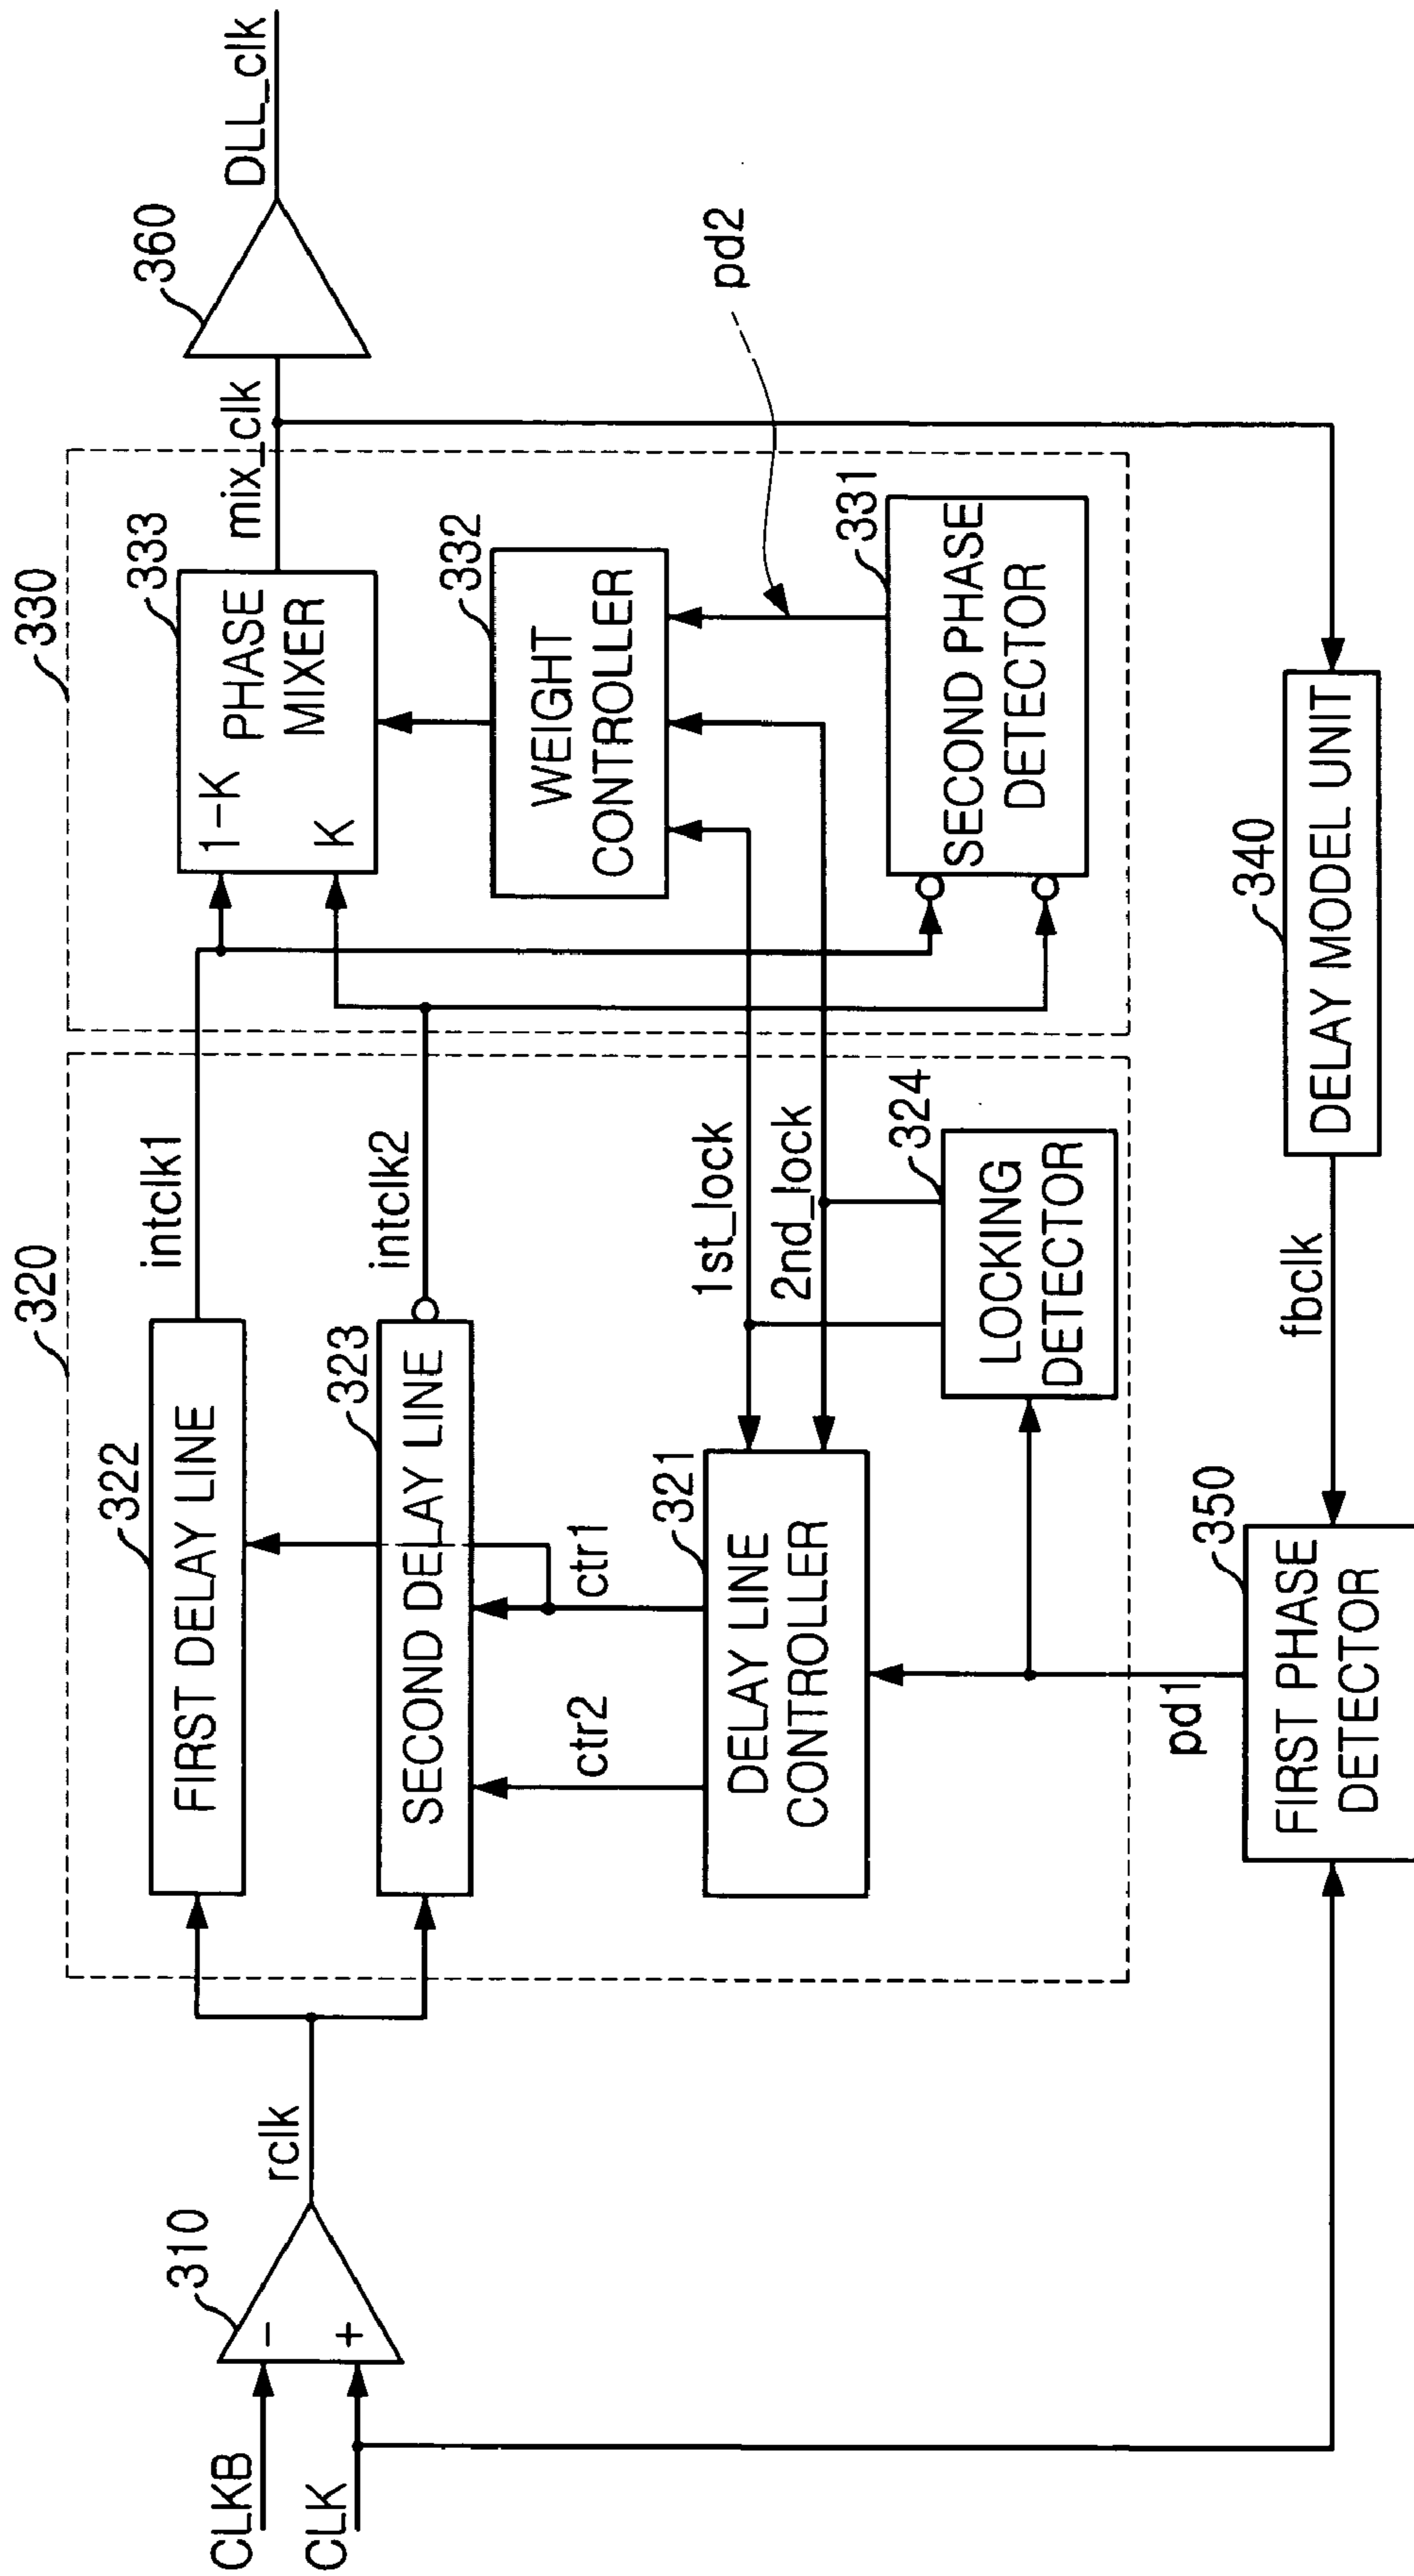 CLKB
CLK
310
-
+
rclk
320
322
FIRST DELAY LINE
intclk1
323
SECOND DELAY LINE
intclk2
ctr2
ctr1
321
DELAY LINE
CONTROLLER
1st_lock
2nd_lock
324
LOCKING
DETECTOR
330
333
1-K
PHASE
MIXER
K
mix_clk
332
WEIGHT
CONTROLLER
331
SECOND PHASE
DETECTOR
pd2
360
DLL_clk
pd1
350
FIRST PHASE
DETECTOR
fbclk
340
DELAY MODEL UNIT